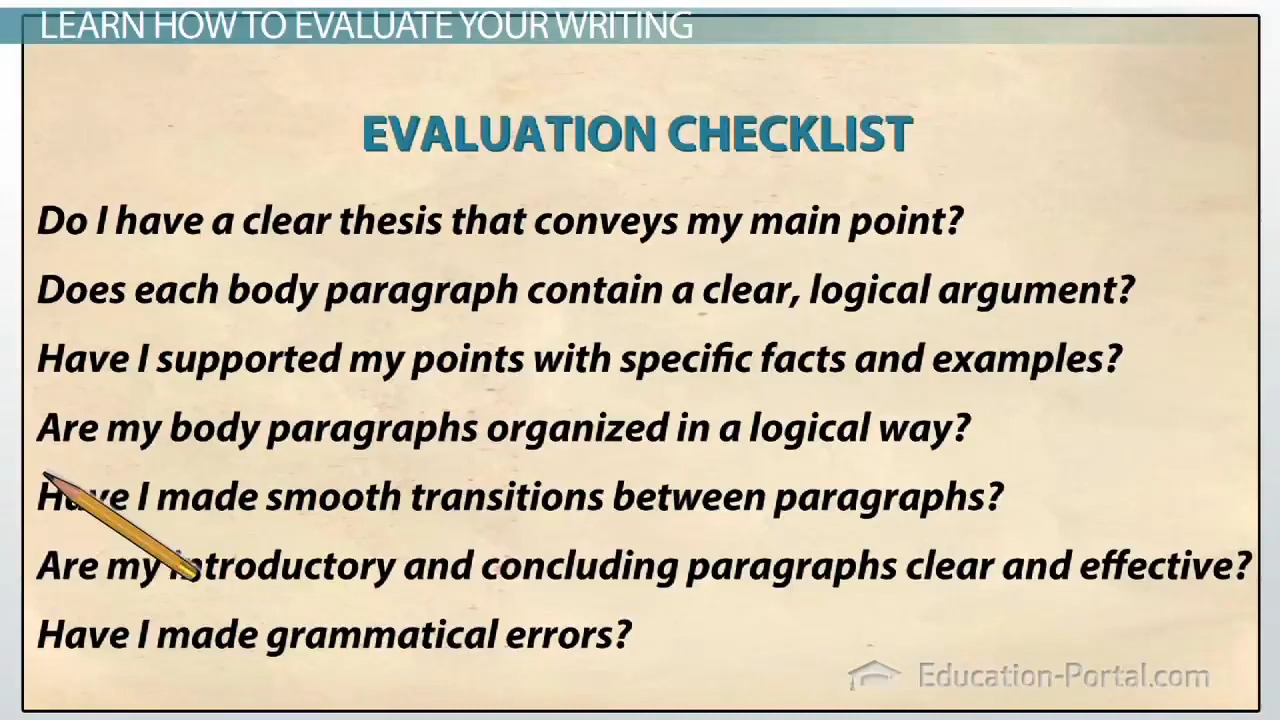 LEARN HOW TO EVALUATE YOUR WRITING
EVALUATION CHECKLIST
Do I have a clear thesis that conveys my main point?
Does each body paragraph contain a clear, logical argument?
Have I supported my points with specific facts and examples?
Are my body paragraphs organized in a logical way?
Have I made smooth transitions between paragraphs?
Are my introductory and concluding paragraphs clear and effective?
Have I made grammatical errors?
Education-Portal.com